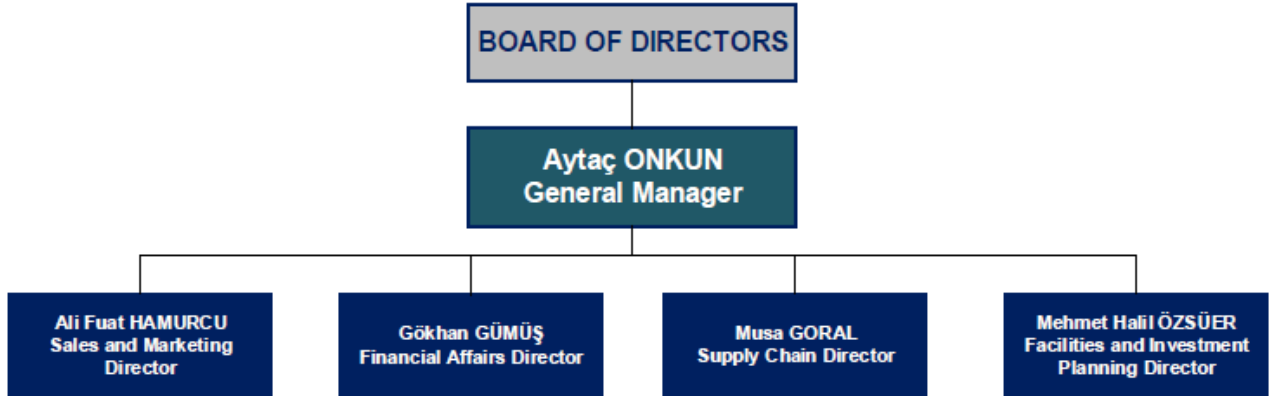 BOARD OF DIRECTORS
Aytaç ONKUN
General Manager
Ali Fuat HAMURCU
Sales and Marketing
Director
Gökhan GÜMÜŞ
Financial Affairs Director
Musa GORAL
Supply Chain Director
Mehmet Halil ÖZSÜER
Facilities and Investment
Planning Director